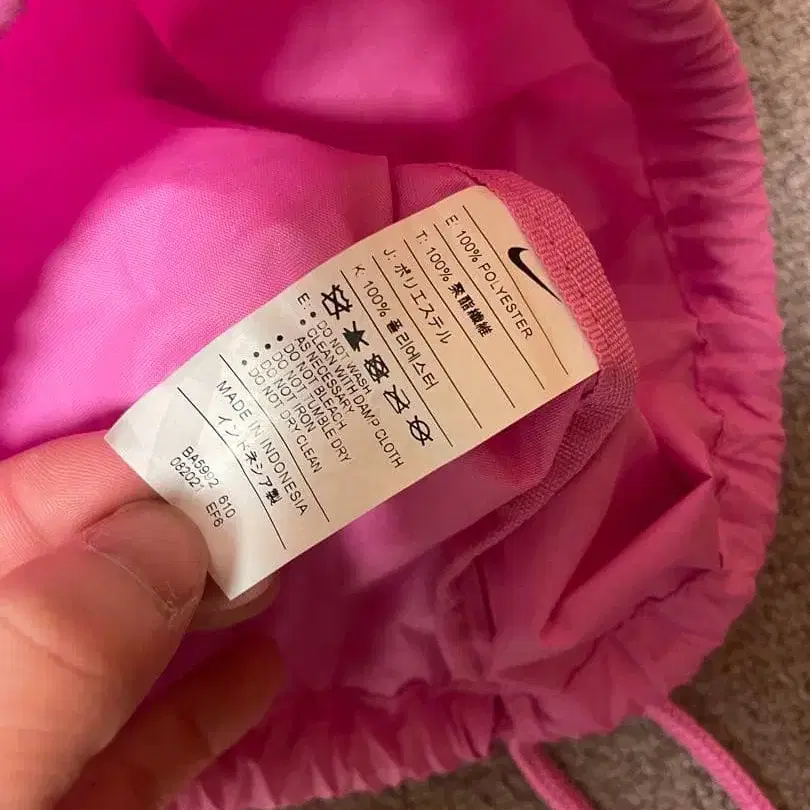 E: 100% POLYESTER
T: 100% 聚酯纖維
J: ポリエステル
K: 100% 폴리에스터
E: • DO NOT WASH
• CLEAN WITH DAMP CLOTH
AS NECESSARY
• DO NOT BLEACH
• DO NOT TUMBLE DRY
• DO NOT IRON
• DO NOT DRY CLEAN
MADE IN INDONESIA
インドネシア製
BA5992 610
082021 EF6